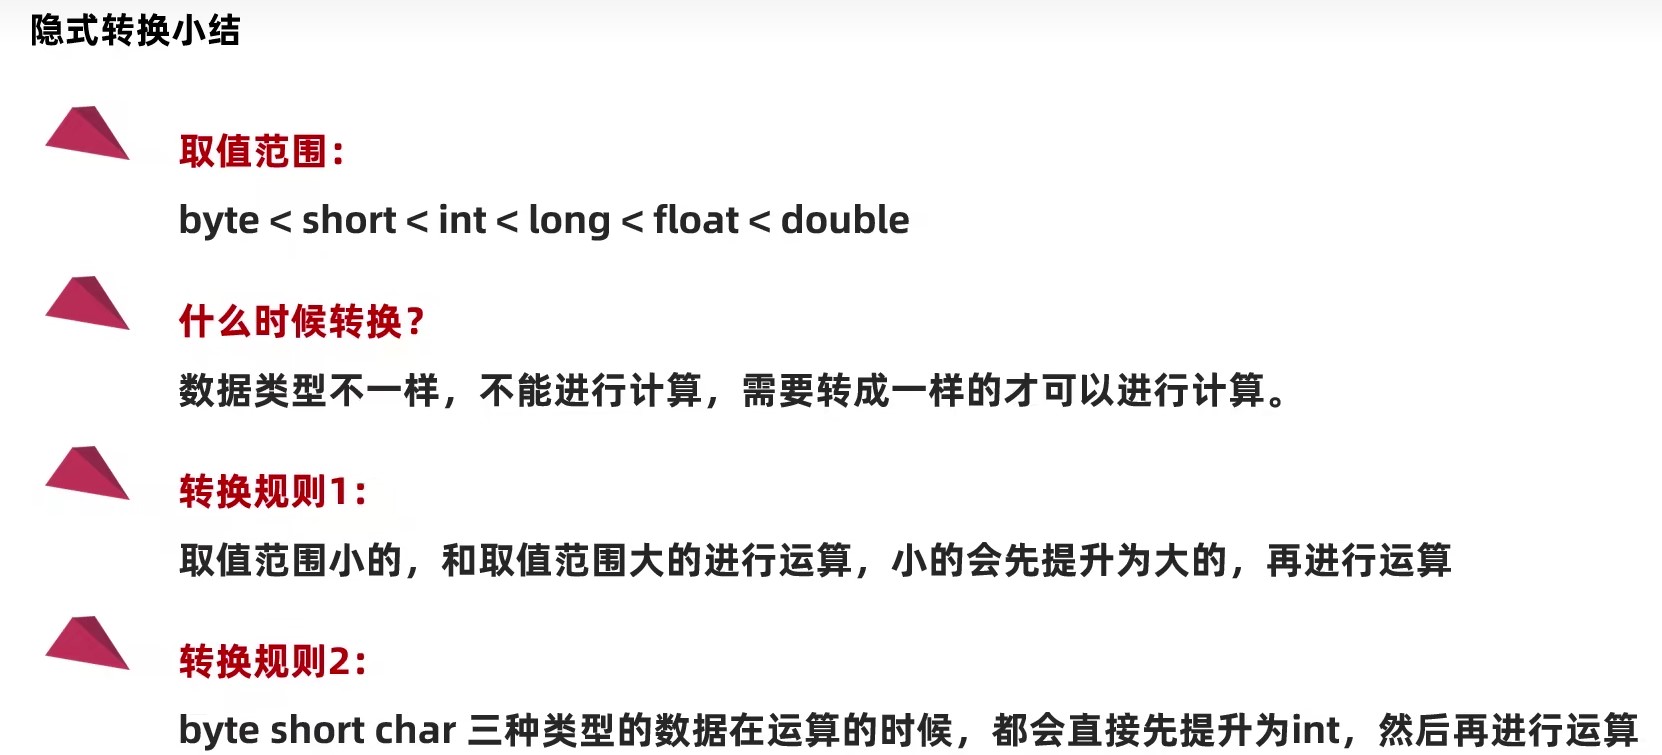 隐式转换小结
取值范围：
byte < short < int < long < float < double
什么时候转换？
数据类型不一样，不能进行计算，需要转成一样的才可以进行计算。
转换规则1：
取值范围小的，和取值范围大的进行运算，小的会先提升为大的，再进行运算
转换规则2：
byte short char 三种类型的数据在运算的时候，都会直接先提升为int，然后再进行运算